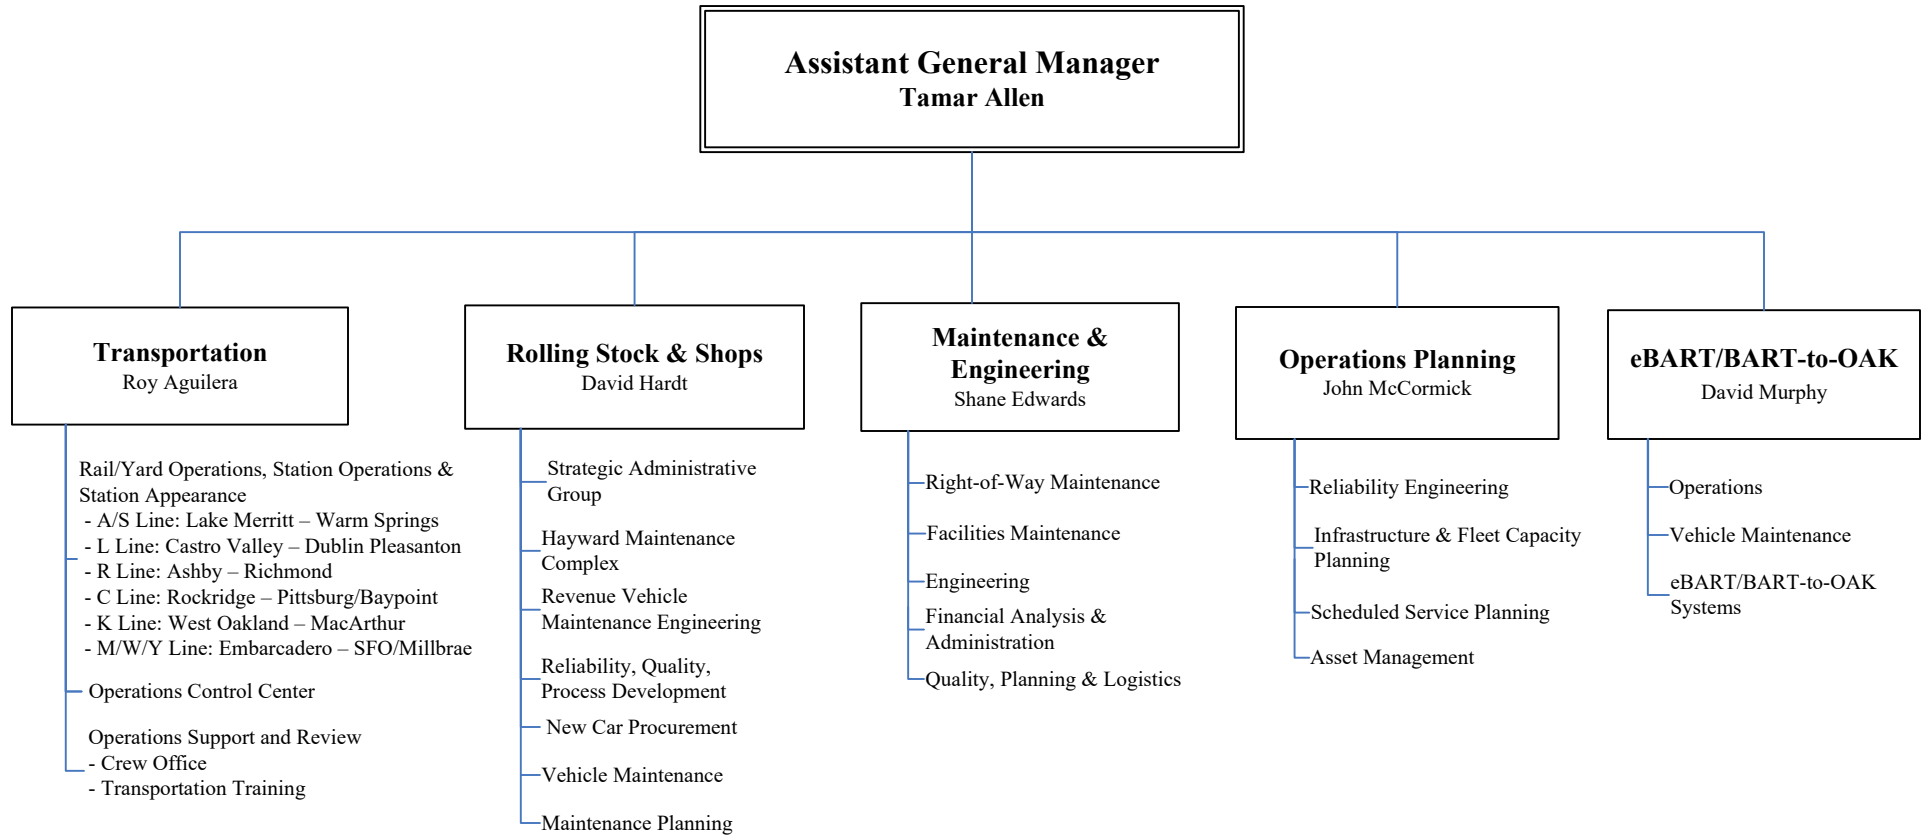 Assistant General Manager
Tamar Allen
Transportation
Roy Aguilera
Rail/Yard Operations, Station Operations &
Station Appearance
- A/S Line: Lake Merritt – Warm Springs
- L Line: Castro Valley – Dublin Pleasanton
- R Line: Ashby – Richmond
- C Line: Rockridge – Pittsburg/Baypoint
- K Line: West Oakland – MacArthur
- M/W/Y Line: Embarcadero – SFO/Millbrae
Operations Control Center
Operations Support and Review
- Crew Office
- Transportation Training
Rolling Stock & Shops
David Hardt
Strategic Administrative
Group
Hayward Maintenance
Complex
Revenue Vehicle
Maintenance Engineering
Reliability, Quality,
Process Development
New Car Procurement
Vehicle Maintenance
Maintenance Planning
Maintenance &
Engineering
Shane Edwards
Right-of-Way Maintenance
Facilities Maintenance
Engineering
Financial Analysis &
Administration
Quality, Planning & Logistics
Operations Planning
John McCormick
Reliability Engineering
Infrastructure & Fleet Capacity
Planning
Scheduled Service Planning
Asset Management
eBART/BART-to-OAK
David Murphy
Operations
Vehicle Maintenance
eBART/BART-to-OAK
Systems